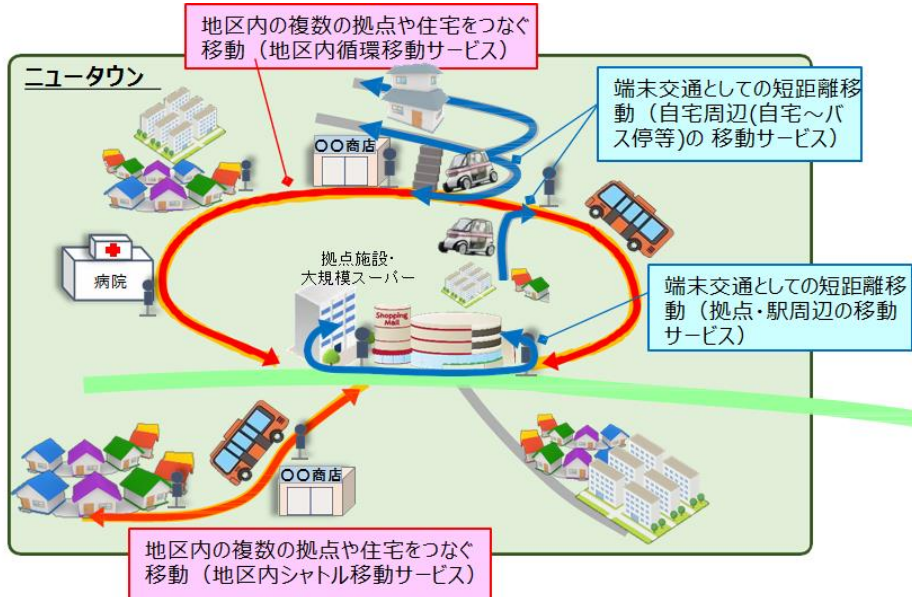 地区内の複数の拠点や住宅をつなぐ
移動（地区内循環移動サービス）
ニュータウン
端末交通としての短距離移
動（自宅周辺(自宅～バ
ス停等)の 移動サービス）
〇〇商店
病院
拠点施設・
大規模スーパー
Shopping
Mall
端末交通としての短距離移
動（拠点・駅周辺の移動
サービス）
〇〇商店
地区内の複数の拠点や住宅をつなぐ
移動（地区内シャトル移動サービス）